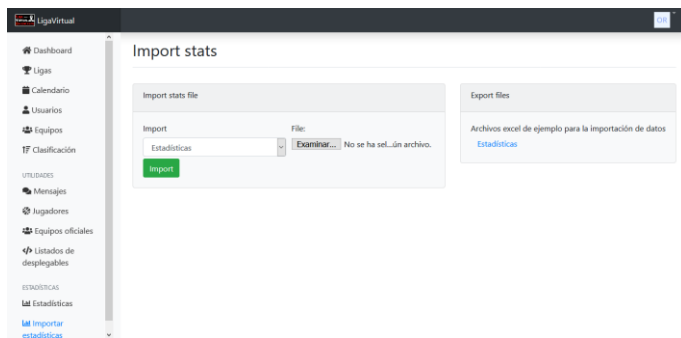 LigaVirtual
DR
Dashboard
Ligas
Calendario
Usuarios
Equipos
Clasificación
UTILIDADES
Mensajes
Jugadores
Equipos oficiales
Listados de
desplegables
ESTADÍSTICAS
Estadísticas
Importar
estadísticas
Import stats
Import stats file
Import
File:
Estadísticas
Examinar... No se ha sel...ún archivo.
Import
Export files
Archivos excel de ejemplo para la importación de datos
Estadísticas